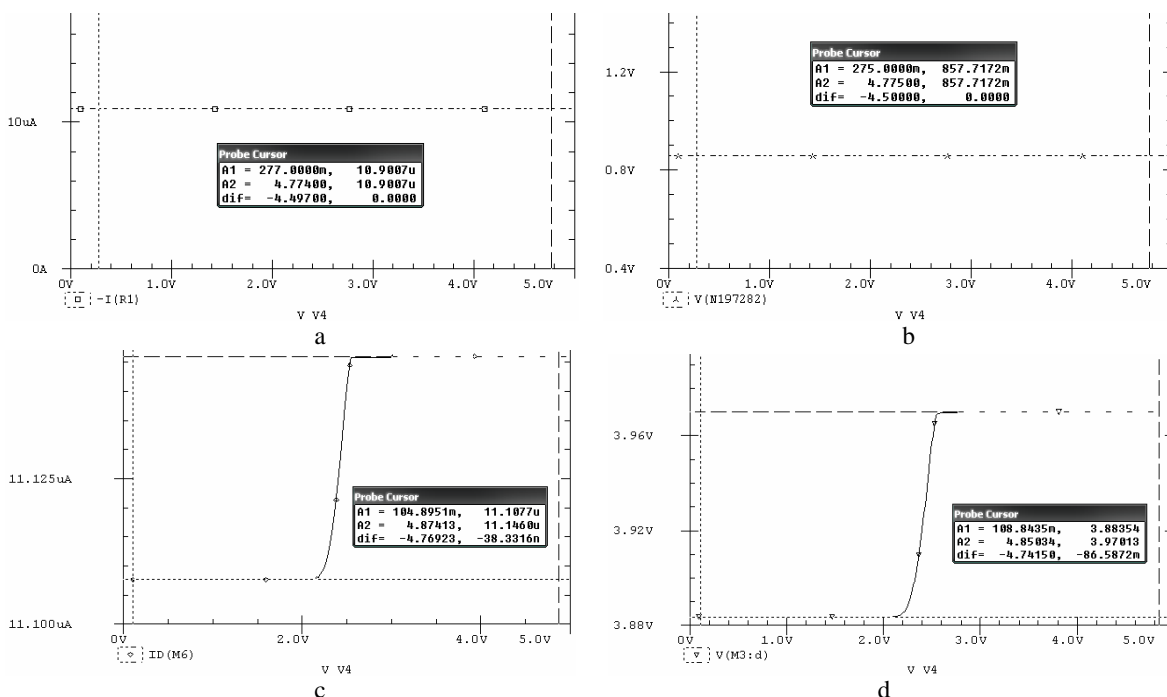 Probe Cursor
A1 = 277.0000m, 10.9007u
A2 = 4.77400, 10.9007u
dif= -4.49700, 0.0000
10uA
0A
0V 1.0V 2.0V 3.0V 4.0V 5.0V
-I(R1)
V V4
a
Probe Cursor
A1 = 275.0000m, 857.7172m
A2 = 4.77500, 857.7172m
dif= -4.50000, 0.0000
1.2V
0.8V
0.4V
0V 1.0V 2.0V 3.0V 4.0V 5.0V
V(N197282)
V V4
b
11.125uA
11.100uA
Probe Cursor
A1 = 104.8951m, 11.1077u
A2 = 4.87413, 11.1460u
dif= -4.76923, -38.3316n
0V 2.0V 4.0V 5.0V
ID(M6)
V V4
c
3.96V
3.92V
3.88V
Probe Cursor
A1 = 108.8435m, 3.88354
A2 = 4.85034, 3.97013
dif= -4.74150, -86.5872m
0V 1.0V 2.0V 3.0V 4.0V 5.0V
V(M3:d)
V V4
d